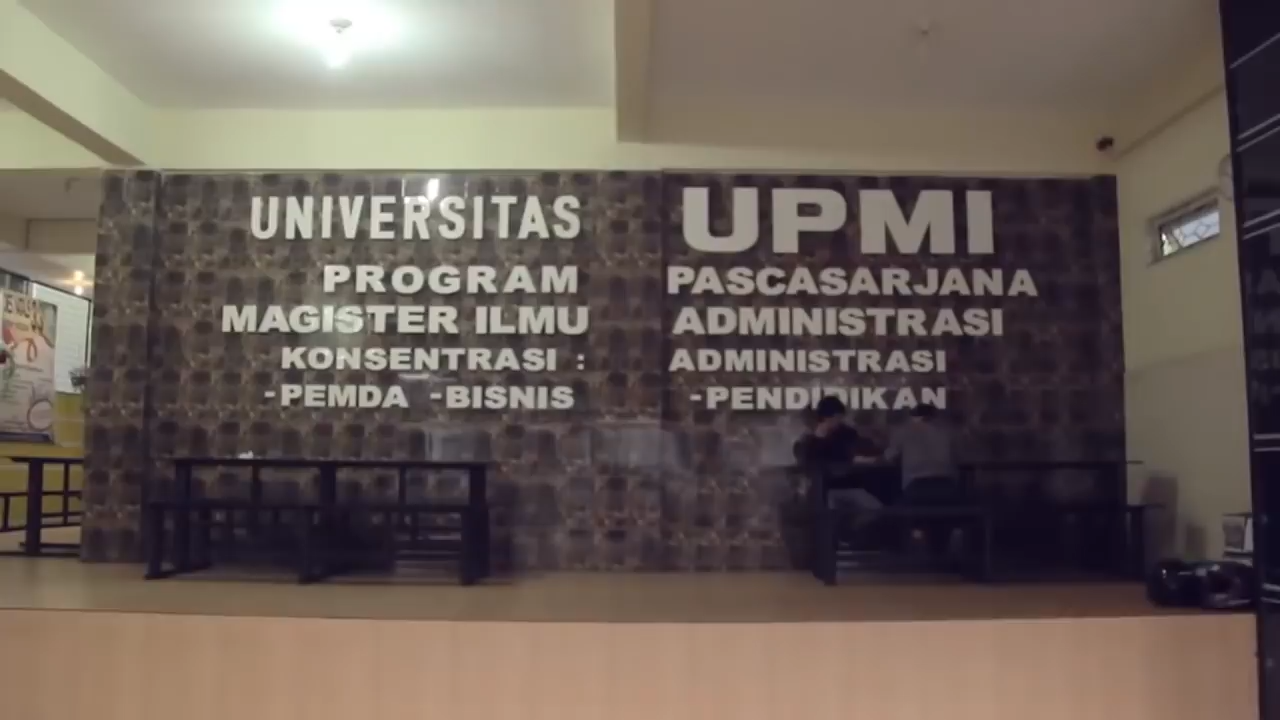 UNIVERSITAS UPMI
PROGRAM PASCASARJANA
MAGISTER ILMU ADMINISTRASI
KONSENTRASI : ADMINISTRASI
-PEMDA -BISNIS -PENDIDIKAN